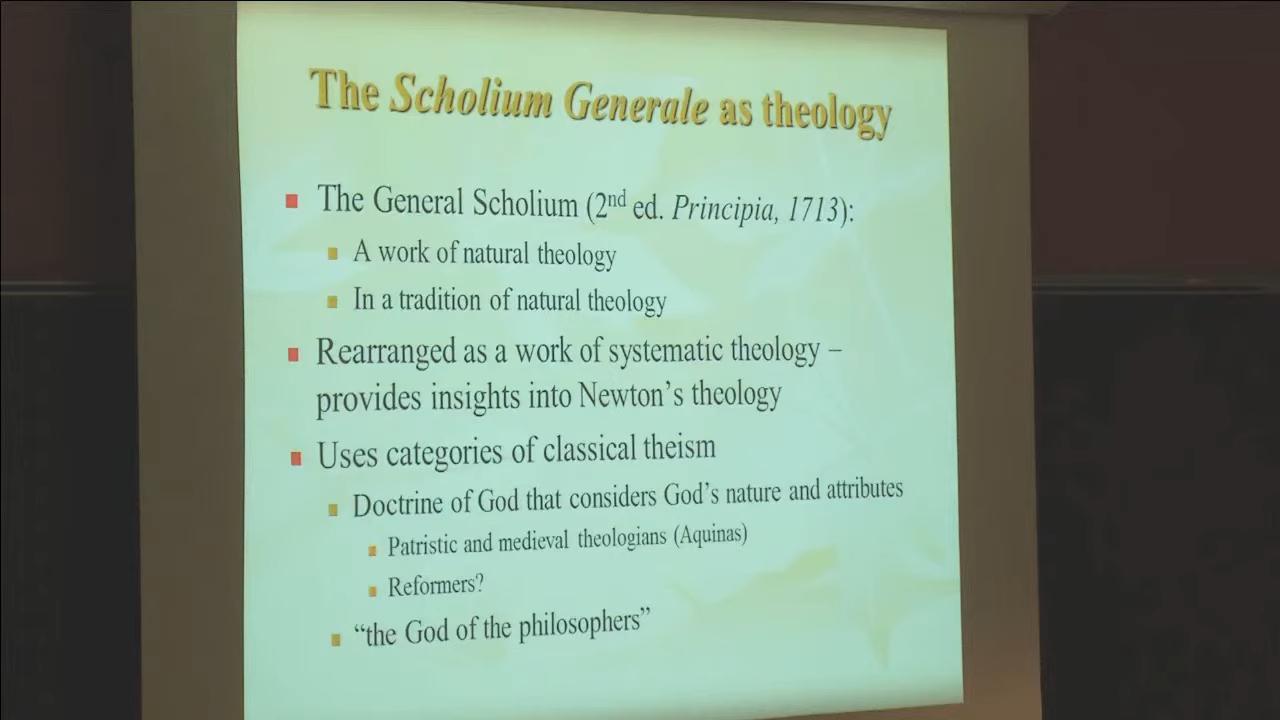 The Scholium Generale as theology
The General Scholium (2nd ed. Principia, 1713):
A work of natural theology
In a tradition of natural theology
Rearranged as a work of systematic theology –
provides insights into Newton's theology
Uses categories of classical theism
Doctrine of God that considers God's nature and attributes
Patristic and medieval theologians (Aquinas)
Reformers?
“the God of the philosophers”